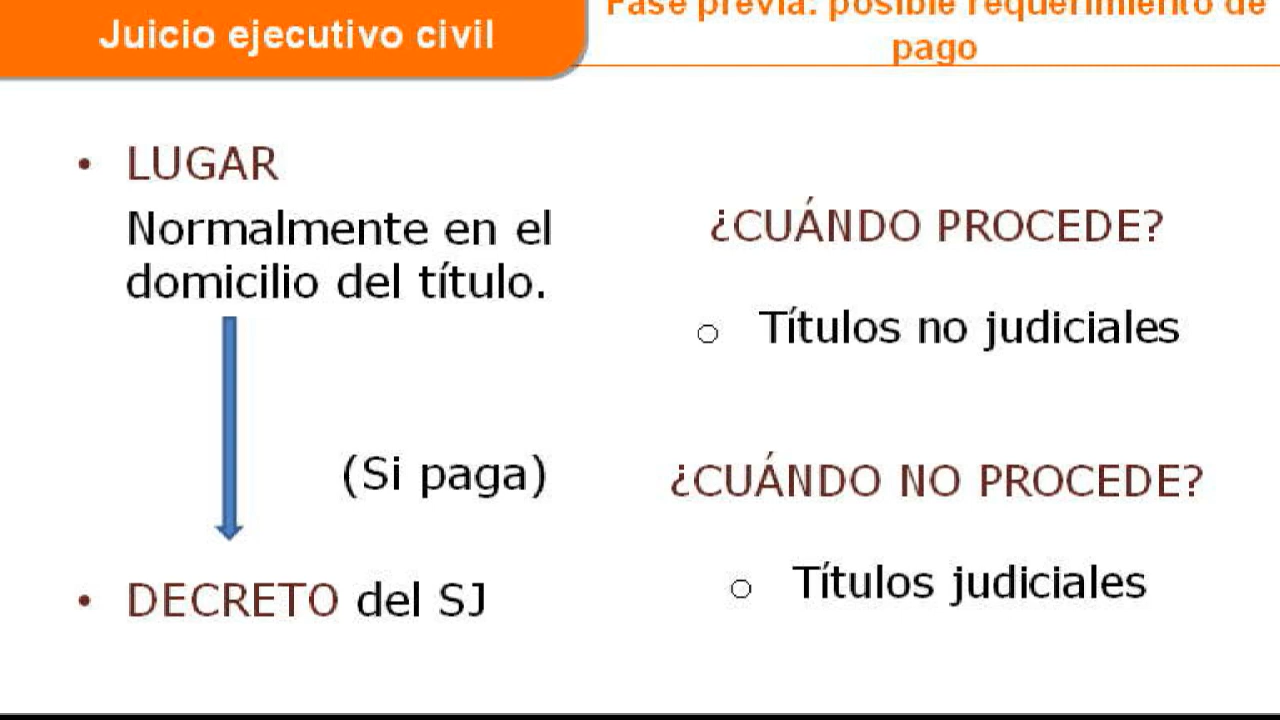 Juicio ejecutivo civil
Fase previa: posible requerimiento de
pago
• LUGAR
Normalmente en el
domicilio del título.
(Si paga)
• DECRETO del SJ
¿CUÁNDO PROCEDE?
o Títulos no judiciales
¿CUÁNDO NO PROCEDE?
o Títulos judiciales